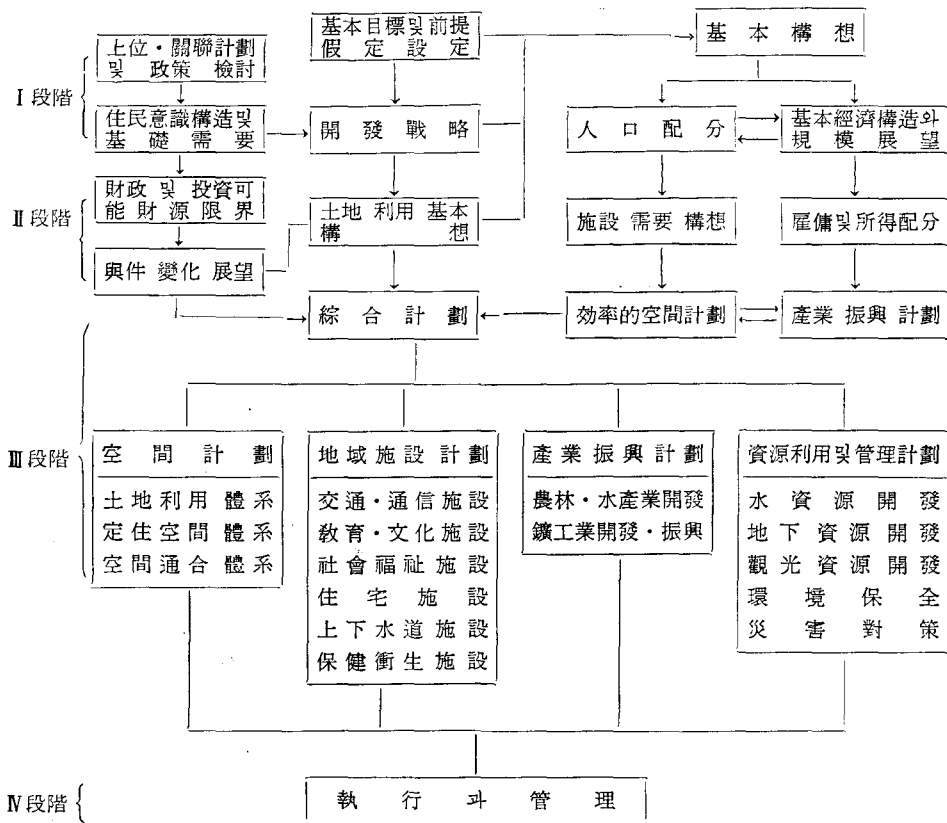 上位・關聯計劃
및 政策 檢討
基本目標및前提
假定設定
基本構想
I 段階
住民意識構造및
基礎需要
開發戰略
人口配分
基本經濟構造와
規模展望
II 段階
財政 및 投資可
能財源限界
土地 利用 基本
構想
施設 需要 構想
雇傭및所得配分
與件 變化 展望
綜合計劃
効率的空間計劃
產業 振興 計劃
III 段階
空間計劃
土地利用體系
定住空間體系
空間通合體系
地域施設計劃
交通・通信施設
敎育・文化施設
社會福祉施設
住宅施設
上下水道施設
保健衝生施設
產業振興計劃
農林・水產業開發
鑛工業開發・振興
資源利用및管理計劃
水資源開發
地下資源開發
觀光資源開發
環境保全
災害對策
IV 段階
執行과管理